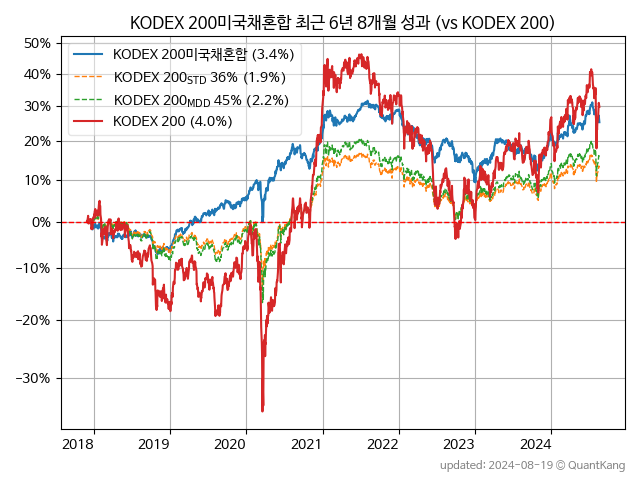 KODEX 200미국채혼합 최근 6년 8개월 성과 (vs KODEX 200)
50%
40%
30%
20%
10%
0%
−10%
−20%
−30%
KODEX 200미국채혼합 (3.4%)
KODEX 200STD 36% (1.9%)
KODEX 200MDD 45% (2.2%)
KODEX 200 (4.0%)
2018 2019 2020 2021 2022 2023 2024
updated: 2024-08-19 © QuantKang